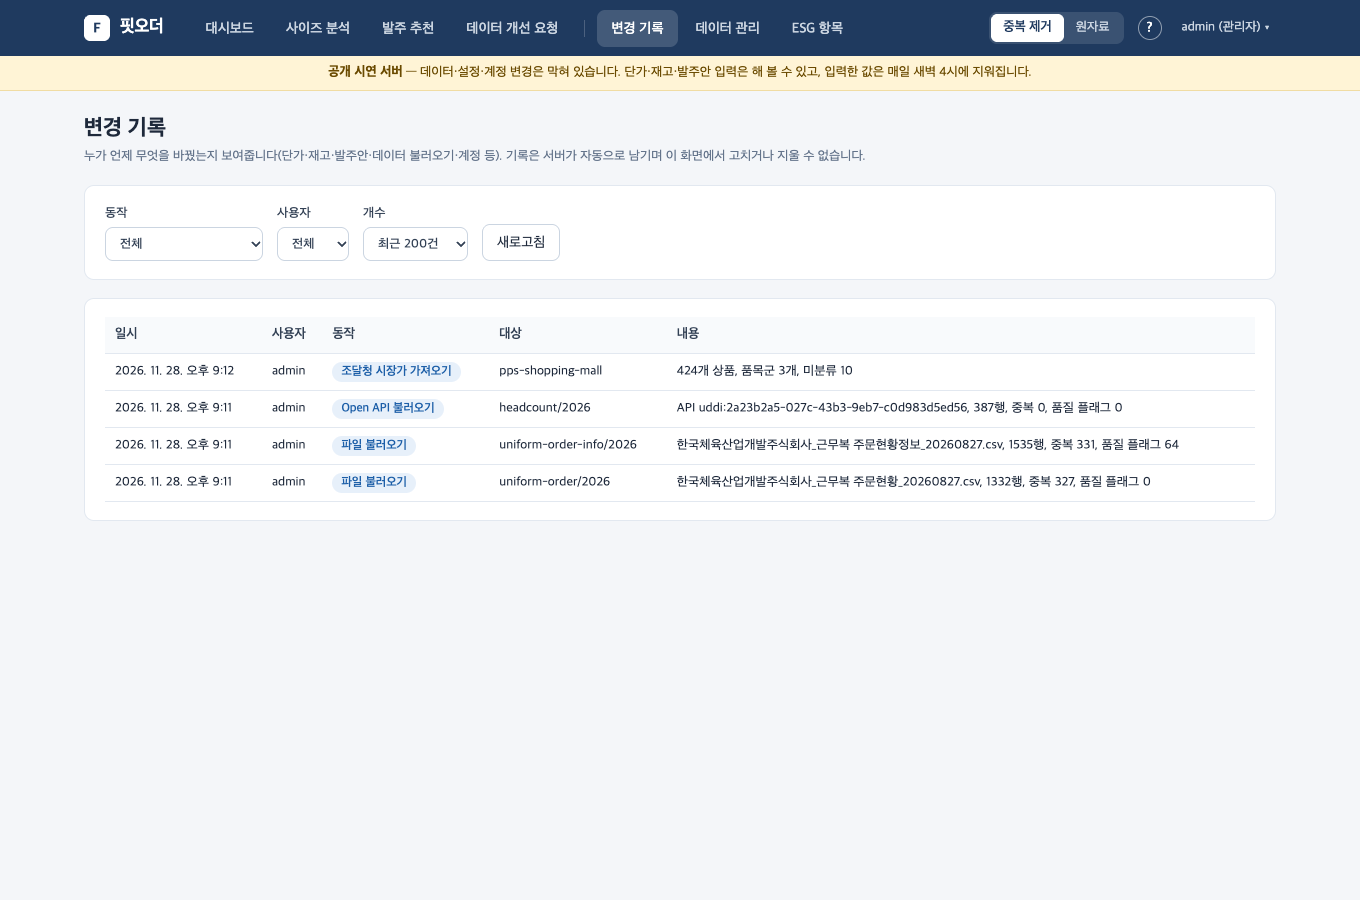 F 핏오더 대시보드 사이즈 분석 발주 추천 데이터 개선 요청 변경 기록 데이터 관리 ESG 항목 중복 제거 원자료 ? admin (관리자) ▾
공개 시연 서버 — 데이터·설정·계정 변경은 막혀 있습니다. 단가·재고·발주안 입력은 해 볼 수 있고, 입력한 값은 매일 새벽 4시에 지워집니다.
변경 기록
누가 언제 무엇을 바꿨는지 보여줍니다(단가·재고·발주안·데이터 불러오기·계정 등). 기록은 서버가 자동으로 남기며 이 화면에서 고치거나 지울 수 없습니다.
동작 사용자 개수
전체 전체 최근 200건 새로고침
일시 사용자 동작 대상 내용
2026. 11. 28. 오후 9:12 admin 조달청 시장가 가져오기 pps-shopping-mall 424개 상품, 품목군 3개, 미분류 10
2026. 11. 28. 오후 9:11 admin Open API 불러오기 headcount/2026 API uddi:2a23b2a5-027c-43b3-9eb7-c0d983d5ed56, 387행, 중복 0, 품질 플래그 0
2026. 11. 28. 오후 9:11 admin 파일 불러오기 uniform-order-info/2026 한국체육산업개발주식회사_근무복 주문현황정보_20260827.csv, 1535행, 중복 331, 품질 플래그 64
2026. 11. 28. 오후 9:11 admin 파일 불러오기 uniform-order/2026 한국체육산업개발주식회사_근무복 주문현황_20260827.csv, 1332행, 중복 327, 품질 플래그 0